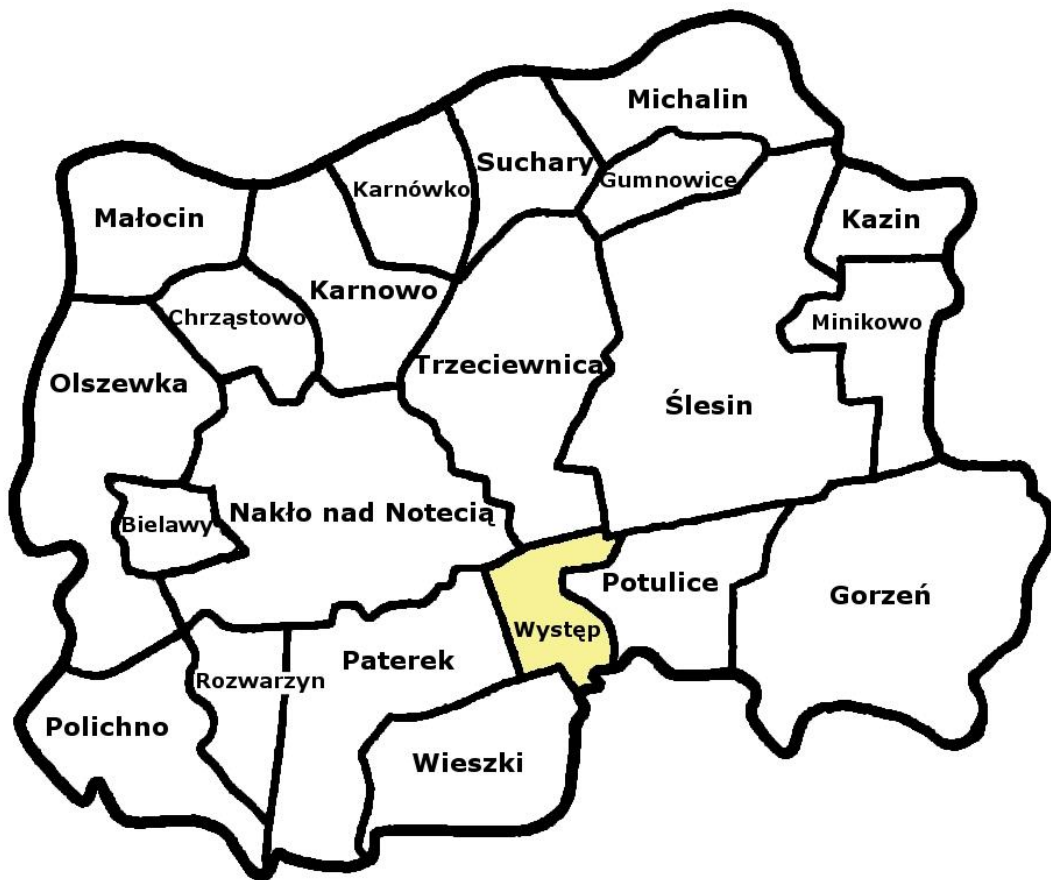 Michalin
Suchary
Gumnowice
Karnówko
Małocin
Kazin
Karnowo
Chrząstowo
Minikowo
Trzeciewnica
Olszewka
Ślesin
Nakło nad Notecią
Bielawy
Potulice
Gorzeń
Występ
Paterek
Rozwarzyn
Polichno
Wieszki